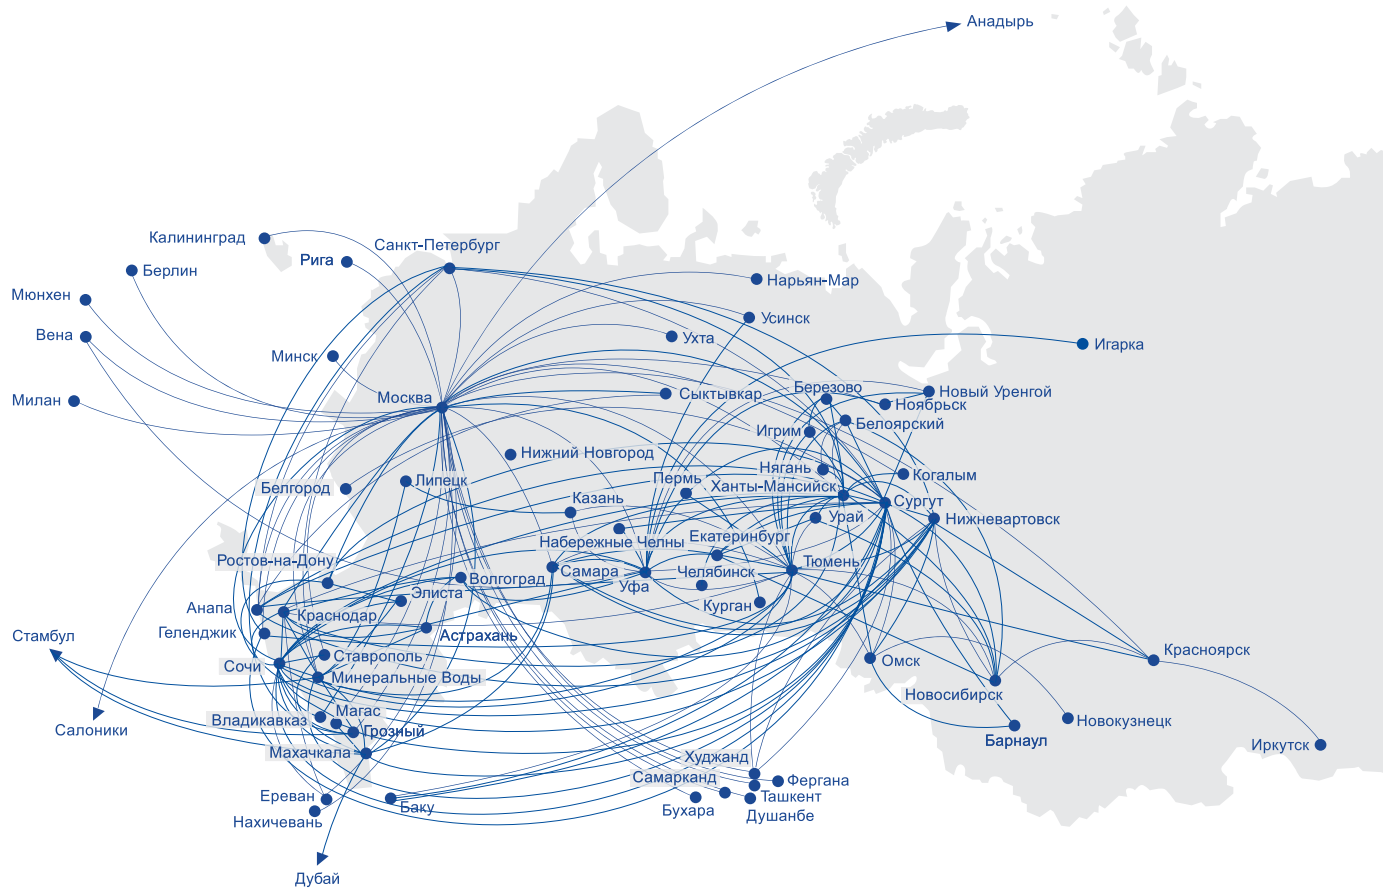 Анадырь
Калининград
Санкт-Петербург
Рига
Берлин
Нарьян-Мар
Мюнхен
Усинск
Вена
Ухта
Игарка
Минск
Москва
Сыктывкар
Березово
Новый Уренгой
Милан
Ноябрьск
Белоярский
Игрим
Нижний Новгород
Нягань
Когалым
Белгород
Липецк
Пермь
Ханты-Мансийск
Казань
Сургут
Урай
Нижневартовск
Набережные Челны
Екатеринбург
Ростов-на-Дону
Волгоград
Самара
Уфа
Челябинск
Тюмень
Элиста
Курган
Анапа
Краснодар
Геленджик
Астрахань
Стамбул
Сочи
Ставрополь
Минеральные Воды
Омск
Красноярск
Новосибирск
Владикавказ
Магас
Новокузнецк
Салоники
Грозный
Барнаул
Иркутск
Махачкала
Худжанд
Самарканд
Фергана
Ереван
Баку
Бухара
Ташкент
Нахичевань
Душанбе
Дубай